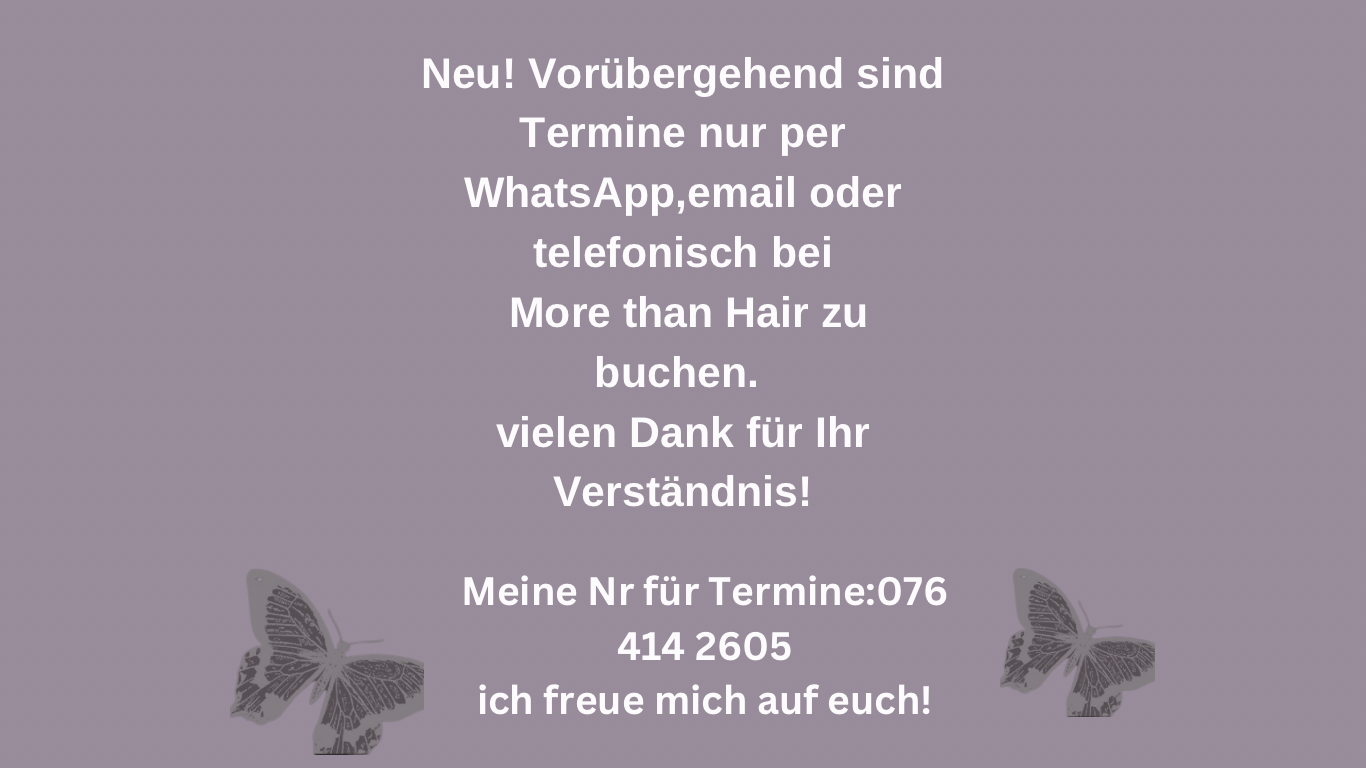 Neu! Vorübergehend sind
Termine nur per
WhatsApp,email oder
telefonisch bei
More than Hair zu
buchen.
vielen Dank für Ihr
Verständnis!
Meine Nr für Termine:076
414 2605
ich freue mich auf euch!